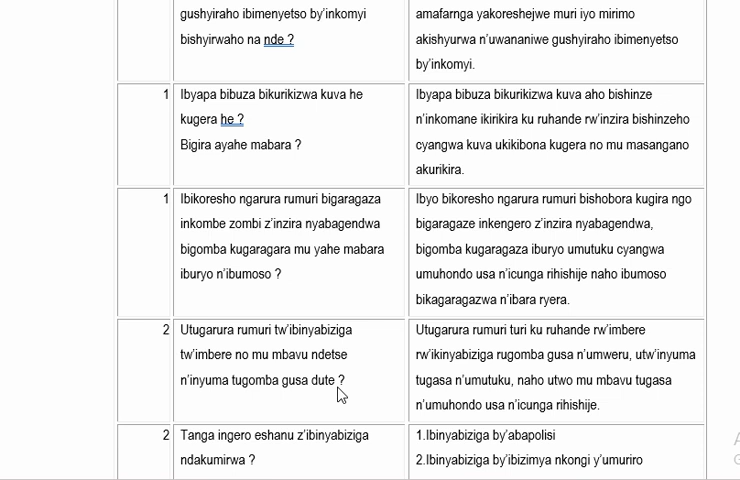 gushyiraho ibimenyetso by'inkomyi
bishyirwaho na nde ?
amafarnga yakoreshejwe muri iyo mirimo
akishyurwa n'uwananiwe gushyiraho ibimenyetso
by'inkomyi.
1
Ibyapa bibuza bikurikizwa kuva he
kugera he ?
Bigira ayahe mabara ?
Ibyapa bibuza bikurikizwa kuva aho bishinze
n'inkomane ikirikira ku ruhande rw'inzira bishinzeho
cyangwa kuva ukikibona kugera no mu masangano
akurikira.
1
Ibikoresho ngarura rumuri bigaragaza
inkombe zombi z'inzira nyabagendwa
bigomba kugaragara mu yahe mabara
iburyo n'ibumoso ?
Ibyo bikoresho ngarura rumuri bishobora kugira ngo
bigaragaze inkengero z'inzira nyabagendwa,
bigomba kugaragaza iburyo umutuku cyangwa
umuhondo usa n'icunga rihishije naho ibumoso
bikagaragazwa n'ibara ryera.
2
Utugarura rumuri tw'ibinyabiziga
tw'imbere no mu mbavu ndetse
n'inyuma tugomba gusa dute ?
Utugarura rumuri turi ku ruhande rw'imbere
rw'ikinyabiziga rugomba gusa n'umweru, utw'inyuma
tugasa n'umutuku, naho utwo mu mbavu tugasa
n'umuhondo usa n'icunga rihishije.
2
Tanga ingero eshanu z'ibinyabiziga
ndakumirwa ?
1.Ibinyabiziga by'abapolisi
2.Ibinyabiziga by'ibizimya nkongi y'umuriro